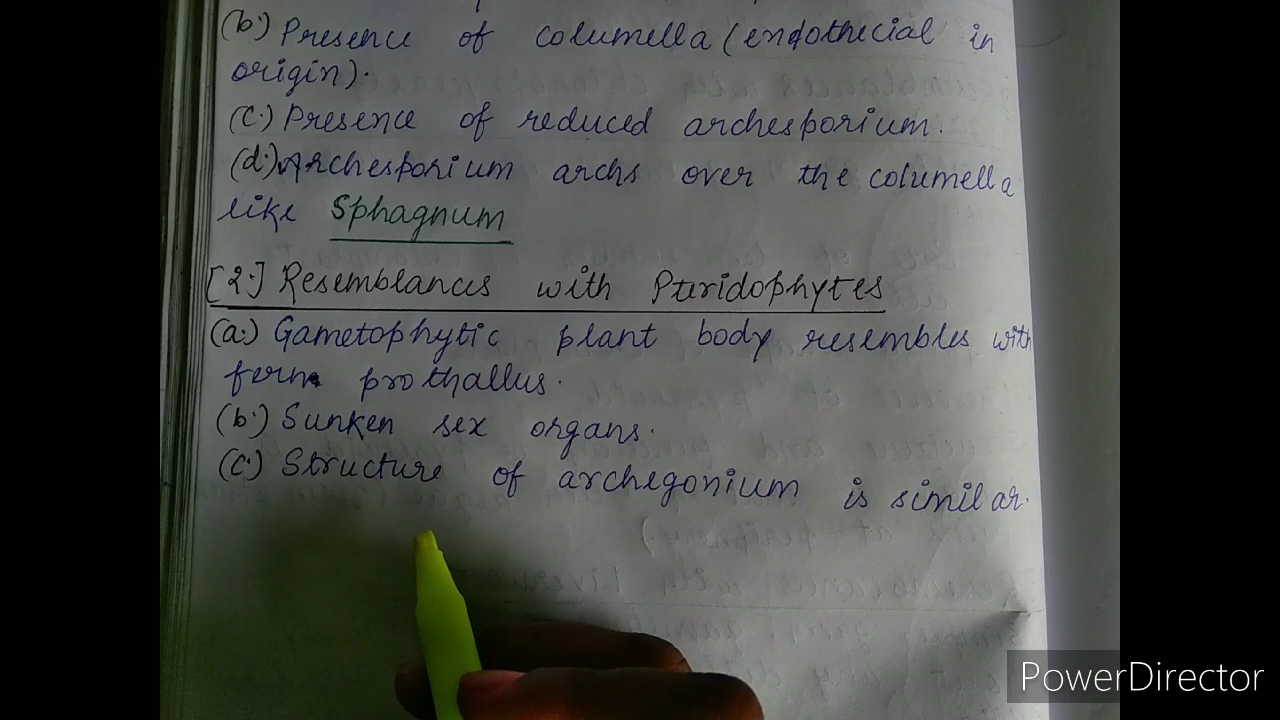 (b.) Presence of columella (endothecial in
origin).
(C.) Presence of reduced archesporium.
(d.) Archesporium archs over the columella
like Sphagnum
[2.] Resemblances with Pteridophytes
(a.) Gametophytic plant body resembles with
fern prothallus.
(b.) Sunken sex organs.
(C.) Structure of archegonium is similar.
PowerDirector